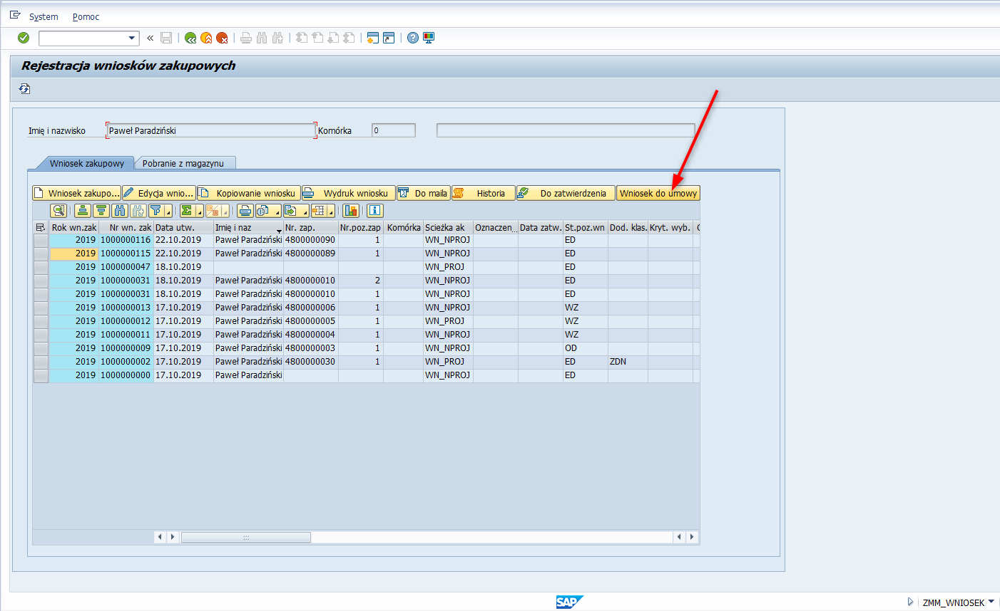 System Pomoc
«
Rejestracja wniosków zakupowych
Imię i nazwisko Paweł Paradziński Komórka 0
Wniosek zakupowy Pobranie z magazynu
Wniosek zakupo... Edycja wnio... Kopiowanie wniosku Wydruk wniosku Do maila Historia Do zatwierdzenia Wniosek do umowy
Rok wn.zak Nr wn. zak Data utw. Imię i naz Nr. zap. Nr.poz.zap Komórka Scieżka ak Oznaczen... Data zatw. St.poz.wn Dod. klas. Kryt. wyb.
2019 1000000116 22.10.2019 Paweł Paradziński 4800000090 1 WN_NPROJ ED
2019 1000000115 22.10.2019 Paweł Paradziński 4800000089 1 WN_NPROJ ED
2019 1000000047 18.10.2019 WN_PROJ ED
2019 1000000031 18.10.2019 Paweł Paradziński 4800000010 2 WN_NPROJ ED
2019 1000000031 18.10.2019 Paweł Paradziński 4800000010 1 WN_NPROJ ED
2019 1000000013 17.10.2019 Paweł Paradziński 4800000006 1 WN_NPROJ WZ
2019 1000000012 17.10.2019 Paweł Paradziński 4800000005 1 WN_PROJ WZ
2019 1000000011 17.10.2019 Paweł Paradziński 4800000004 1 WN_NPROJ WZ
2019 1000000009 17.10.2019 Paweł Paradziński 4800000003 1 WN_NPROJ OD
2019 1000000002 17.10.2019 Paweł Paradziński 4800000030 1 WN_PROJ ED ZDN
2019 1000000000 17.10.2019 Paweł Paradziński WN_NPROJ ED
SAP ZMM_WNIOSEK